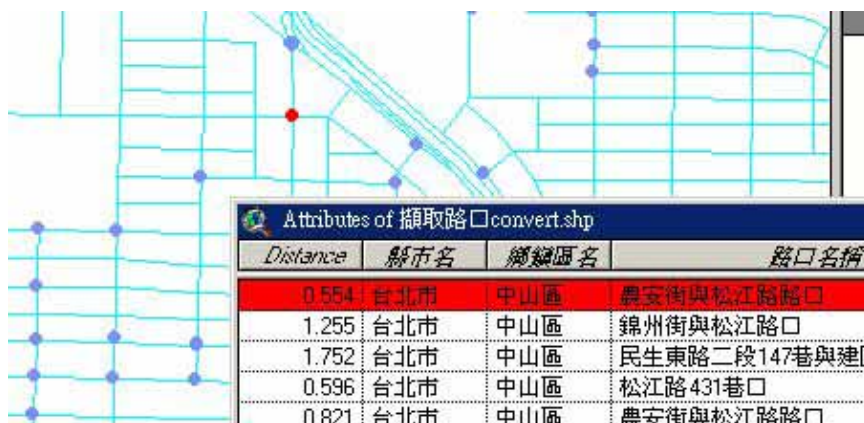 Attributes of 擷取路口convert.shp
Distance 縣市名 鄉鎮區名 路口名稱
0.554 台北市 中山區 農安街與松江路路口
1.255 台北市 中山區 錦州街與松江路口
1.752 台北市 中山區 民生東路二段147巷與建
0.596 台北市 中山區 松江路431巷口
0.821 台北市 中山區 農安街與松江路路口